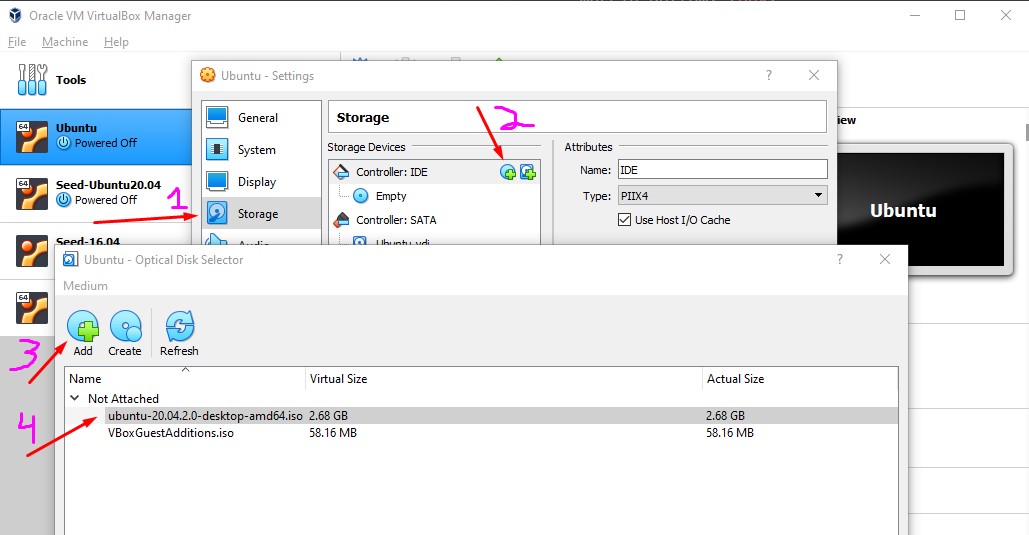 Oracle VM VirtualBox Manager
File Machine Help
Tools
64
Ubuntu
Powered Off
64
Seed-Ubuntu20.04
Powered Off
Seed-16.04
64
Ubuntu - Settings
?
General
System
Display
Storage
Audio
Storage
Storage Devices
Controller: IDE
Empty
Controller: SATA
Ubuntu.vdi
Attributes
Name: IDE
Type: PIIX4
Use Host I/O Cache
Ubuntu
1
2
3
4
Ubuntu - Optical Disk Selector
?
Medium
Add Create Refresh
Name Virtual Size Actual Size
Not Attached
ubuntu-20.04.2.0-desktop-amd64.iso 2.68 GB 2.68 GB
VBoxGuestAdditions.iso 58.16 MB 58.16 MB